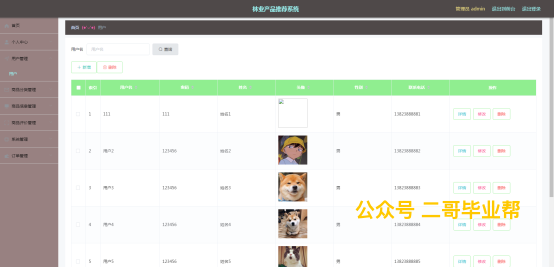 林业产品推荐系统
管理员 admin 退出到前台 退出登录
首页
个人中心
用户管理
用户
商品分类管理
商品信息管理
商品评价管理
系统管理
订单管理
首页 用户
用户名 用户名 查询
+ 新增 删除
索引 用户名 密码 姓名 头像 性别 联系电话 操作
1 111 111 姓名1 男 13823888881 详情 修改 删除
2 用户2 123456 姓名2 男 13823888882 详情 修改 删除
3 用户3 123456 姓名3 男 13823888883 详情 修改 删除
4 用户4 123456 姓名4 男 13823888884 详情 修改 删除
5 用户5 123456 姓名5 男 13823888885 详情 修改 删除
公众号 二哥毕业帮